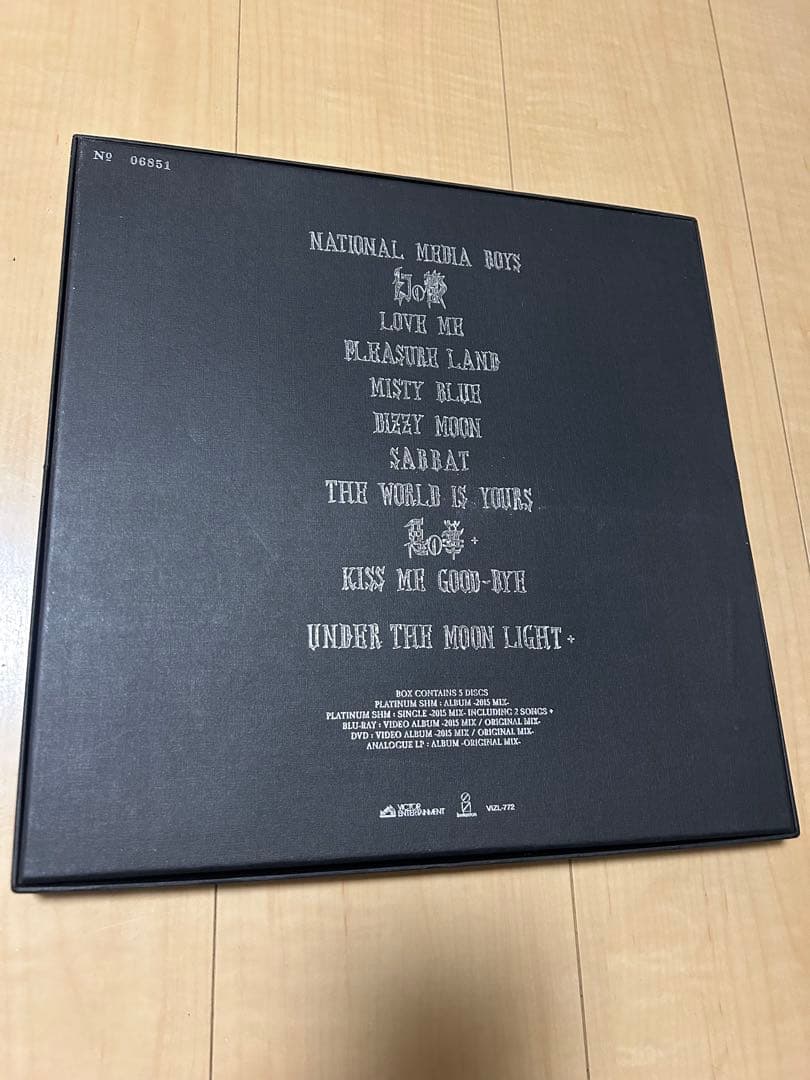 Nº 06851
NATIONAL MEDIA BOYS
幻の都
LOVE ME
PLEASURE LAND
MISTY BLUE
DIZZY MOON
SABBAT
THE WORLD IS YOURS
惡の華+
KISS ME GOOD-BYE
UNDER THE MOON LIGHT+
BOX CONTAINS 5 DISCS
PLATINUM SHM : ALBUM -2015 MIX-
PLATINUM SHM : SINGLE -2015 MIX- INCLUDING 2 SONGS +
BLU-RAY : VIDEO ALBUM -2015 MIX / ORIGINAL MIX-
DVD : VIDEO ALBUM -2015 MIX / ORIGINAL MIX-
ANALOGUE LP : ALBUM -ORIGINAL MIX-
VICTOR
ENTERTAINMENT
VIZL-772